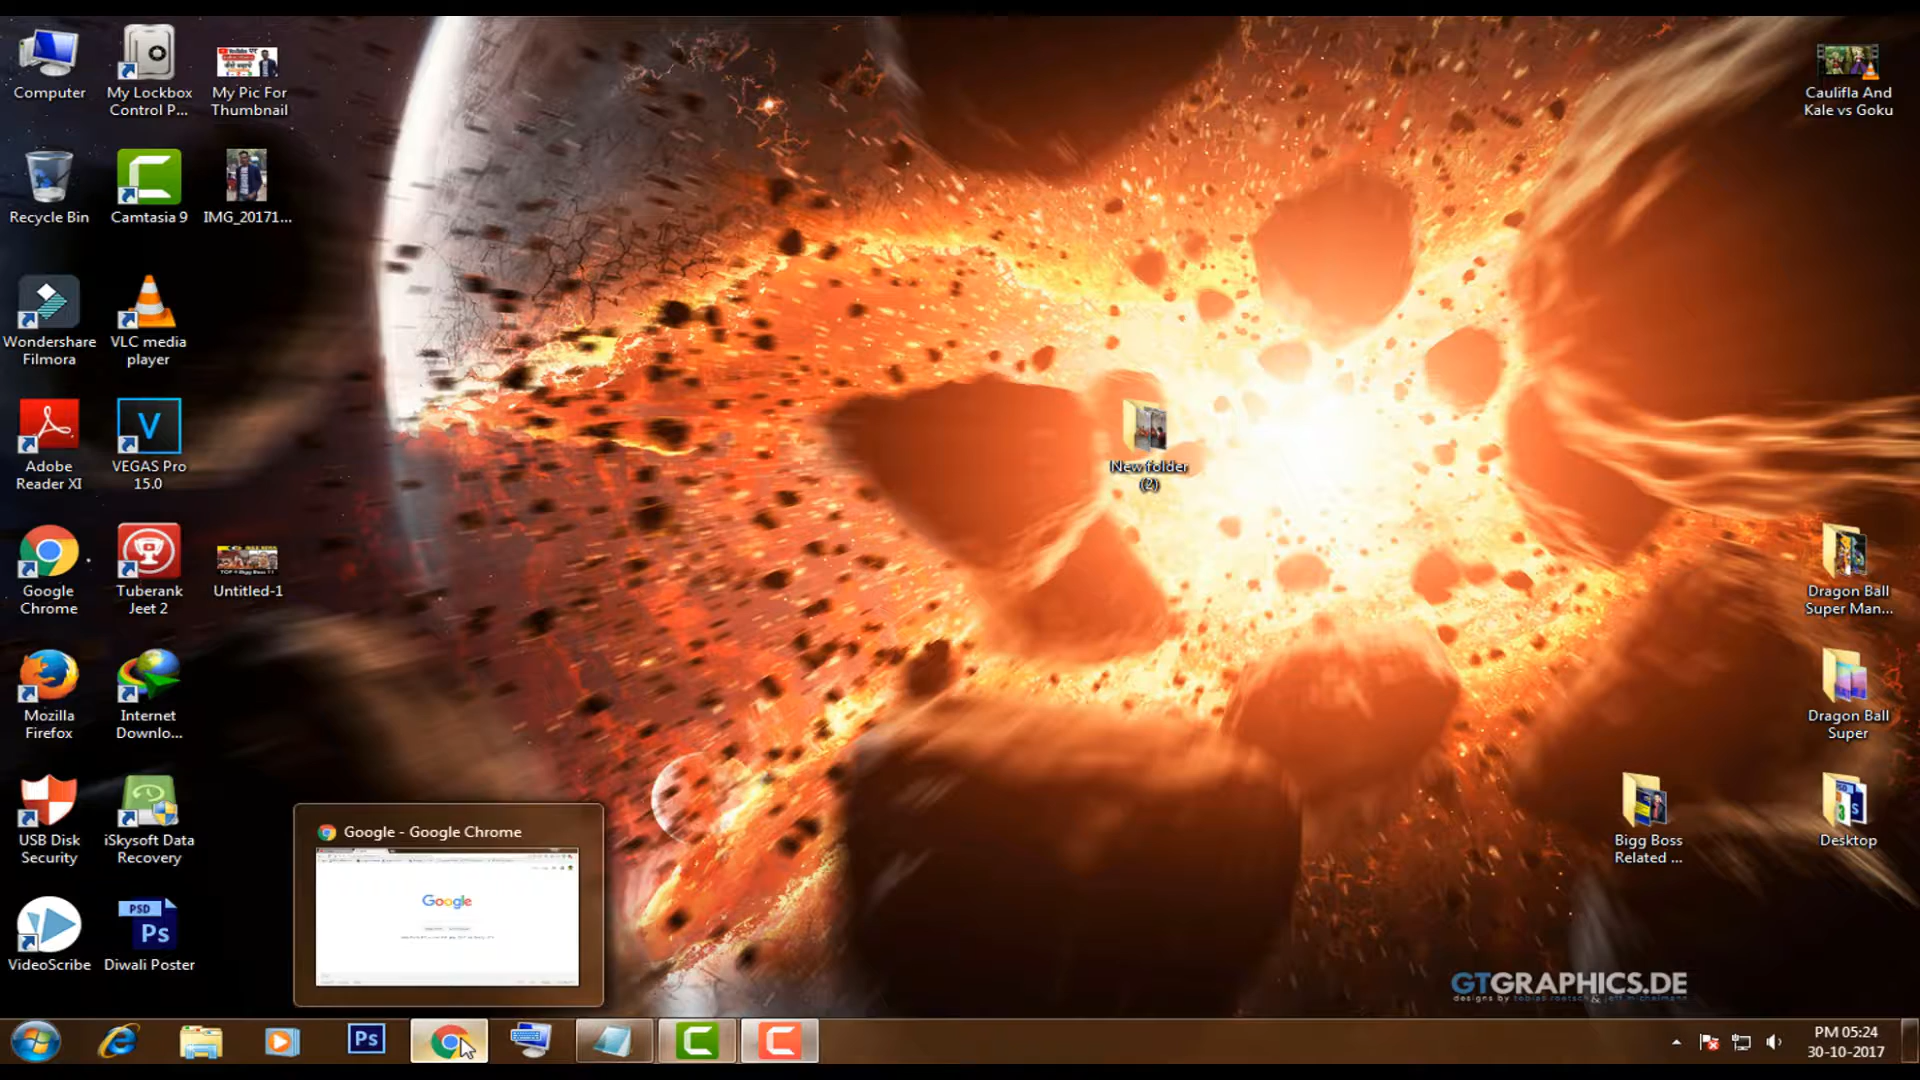 Computer
My Lockbox
Control P...
My Pic For
Thumbnail
Caulifla And
Kale vs Goku
Recycle Bin
Camtasia 9
IMG_20171...
Wondershare
Filmora
VLC media
player
Adobe
Reader XI
VEGAS Pro
15.0
New folder
(2)
Google
Chrome
Tuberank
Jeet 2
Untitled-1
Dragon Ball
Super Man...
Mozilla
Firefox
Internet
Downlo...
Dragon Ball
Super
USB Disk
Security
iSkysoft Data
Recovery
Bigg Boss
Related ...
Desktop
VideoScribe
PSD
Ps
Diwali Poster
Google - Google Chrome
Google
GTGRAPHICS.DE
Ps
PM 05:24
30-10-2017